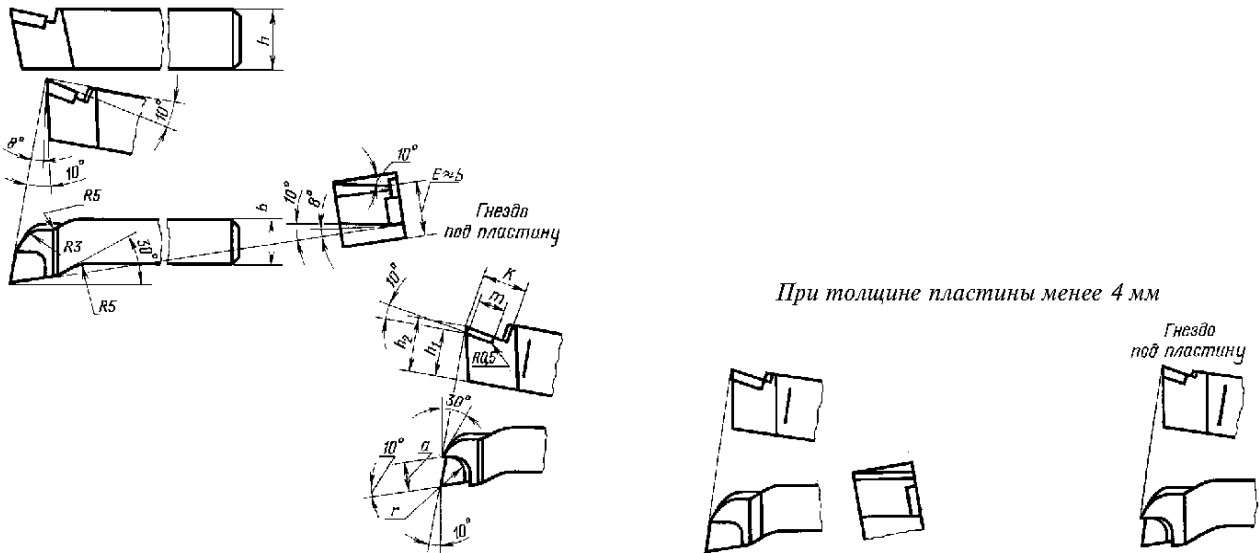 h
10°
8°
10°
R5
b
10°
8°
10°
E≈b
R3
30°
R5
Гнездо
под пластину
10°
K
m
h₂
h₁
R0,5
30°
10°
a
r
10°
При толщине пластины менее 4 мм
Гнездо
под пластину